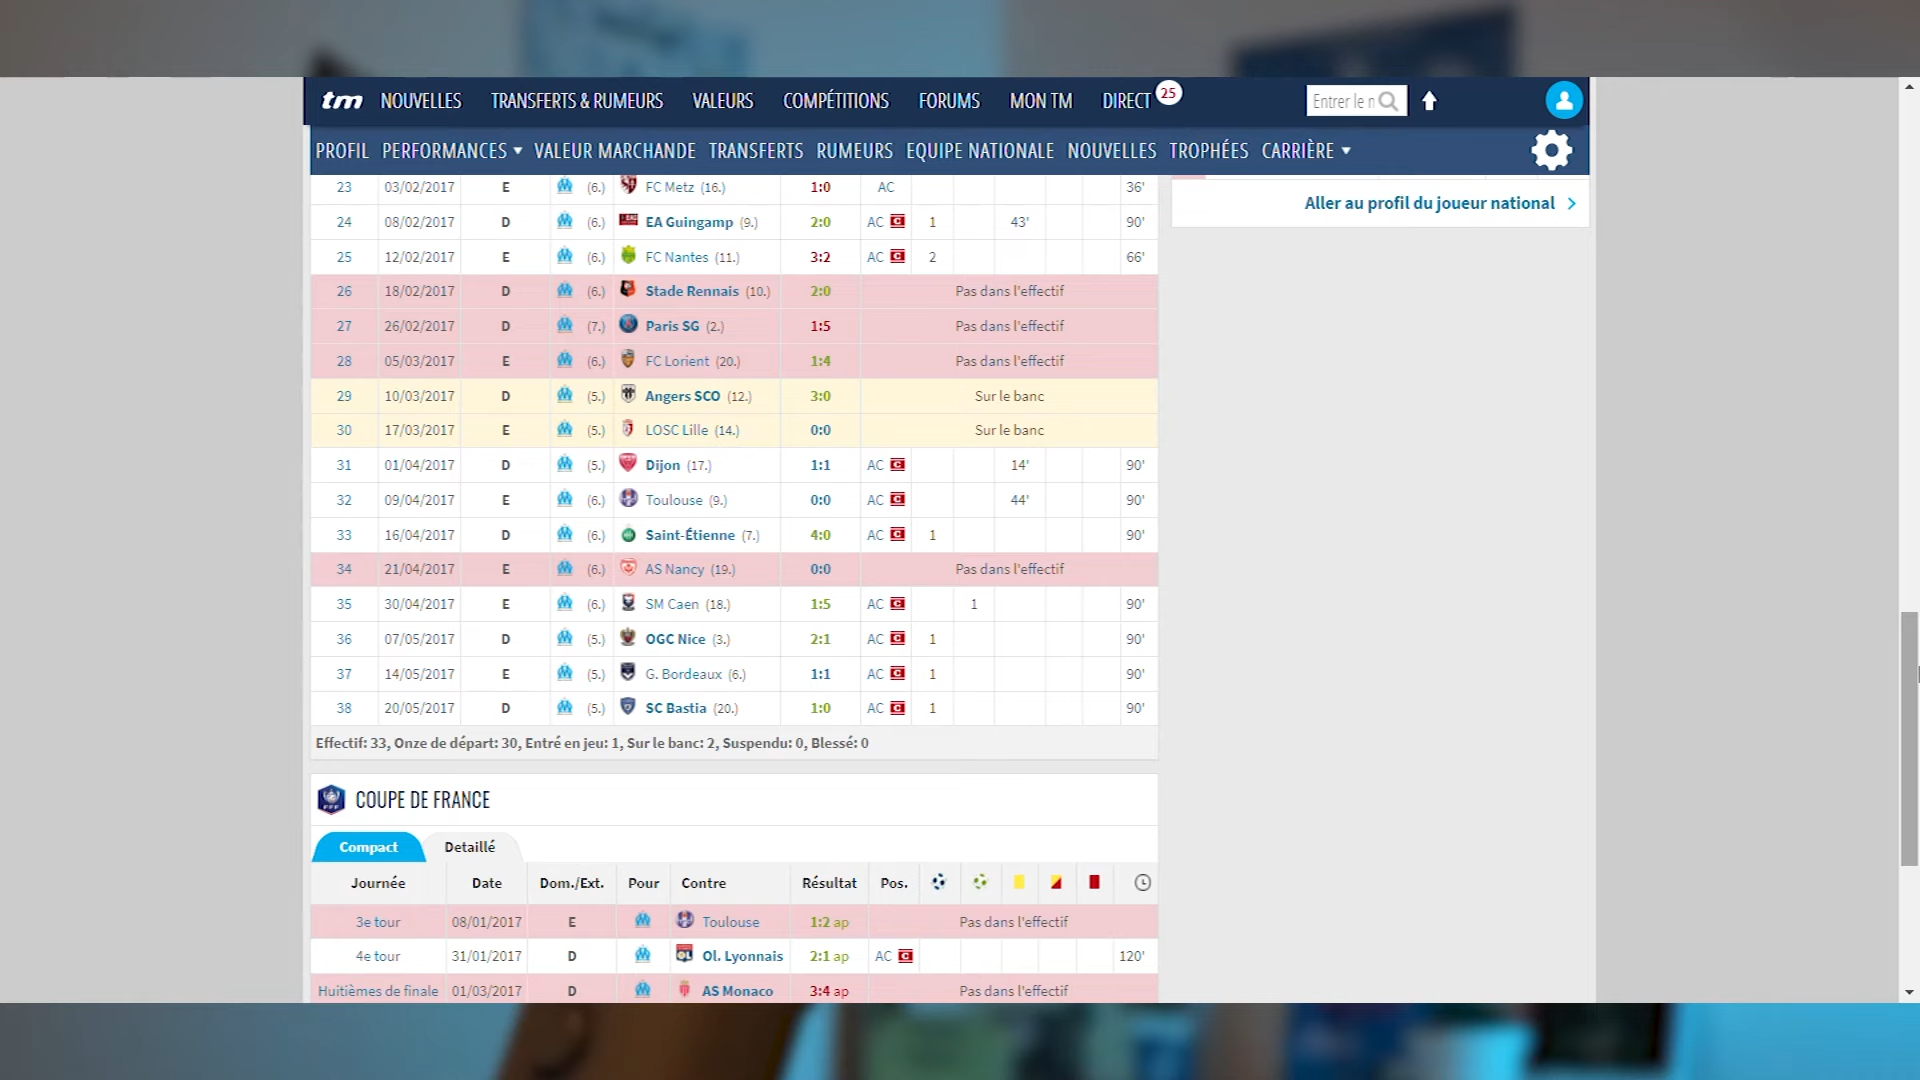 tm NOUVELLES TRANSFERTS & RUMEURS VALEURS COMPÉTITIONS FORUMS MON TM DIRECT 25 Entrer le n
PROFIL PERFORMANCES VALEUR MARCHANDE TRANSFERTS RUMEURS EQUIPE NATIONALE NOUVELLES TROPHÉES CARRIÈRE
Aller au profil du joueur national
23 03/02/2017 E (6.) FC Metz (16.) 1:0 AC 36'
24 08/02/2017 D (6.) EA Guingamp (9.) 2:0 AC C 1 43' 90'
25 12/02/2017 E (6.) FC Nantes (11.) 3:2 AC C 2 66'
26 18/02/2017 D (6.) Stade Rennais (10.) 2:0 Pas dans l'effectif
27 26/02/2017 D (7.) Paris SG (2.) 1:5 Pas dans l'effectif
28 05/03/2017 E (6.) FC Lorient (20.) 1:4 Pas dans l'effectif
29 10/03/2017 D (5.) Angers SCO (12.) 3:0 Sur le banc
30 17/03/2017 E (5.) LOSC Lille (14.) 0:0 Sur le banc
31 01/04/2017 D (5.) Dijon (17.) 1:1 AC C 14' 90'
32 09/04/2017 E (6.) Toulouse (9.) 0:0 AC C 44' 90'
33 16/04/2017 D (6.) Saint-Étienne (7.) 4:0 AC C 1 90'
34 21/04/2017 E (6.) AS Nancy (19.) 0:0 Pas dans l'effectif
35 30/04/2017 E (6.) SM Caen (18.) 1:5 AC C 1 90'
36 07/05/2017 D (5.) OGC Nice (3.) 2:1 AC C 1 90'
37 14/05/2017 E (5.) G. Bordeaux (6.) 1:1 AC C 1 90'
38 20/05/2017 D (5.) SC Bastia (20.) 1:0 AC C 1 90'
Effectif: 33, Onze de départ: 30, Entré en jeu: 1, Sur le banc: 2, Suspendu: 0, Blessé: 0
FFF COUPE DE FRANCE
Compact Detaillé
Journée Date Dom./Ext. Pour Contre Résultat Pos.
3e tour 08/01/2017 E Toulouse 1:2 ap Pas dans l'effectif
4e tour 31/01/2017 D Ol. Lyonnais 2:1 ap AC C 120'
Huitièmes de finale 01/03/2017 D AS Monaco 3:4 ap Pas dans l'effectif